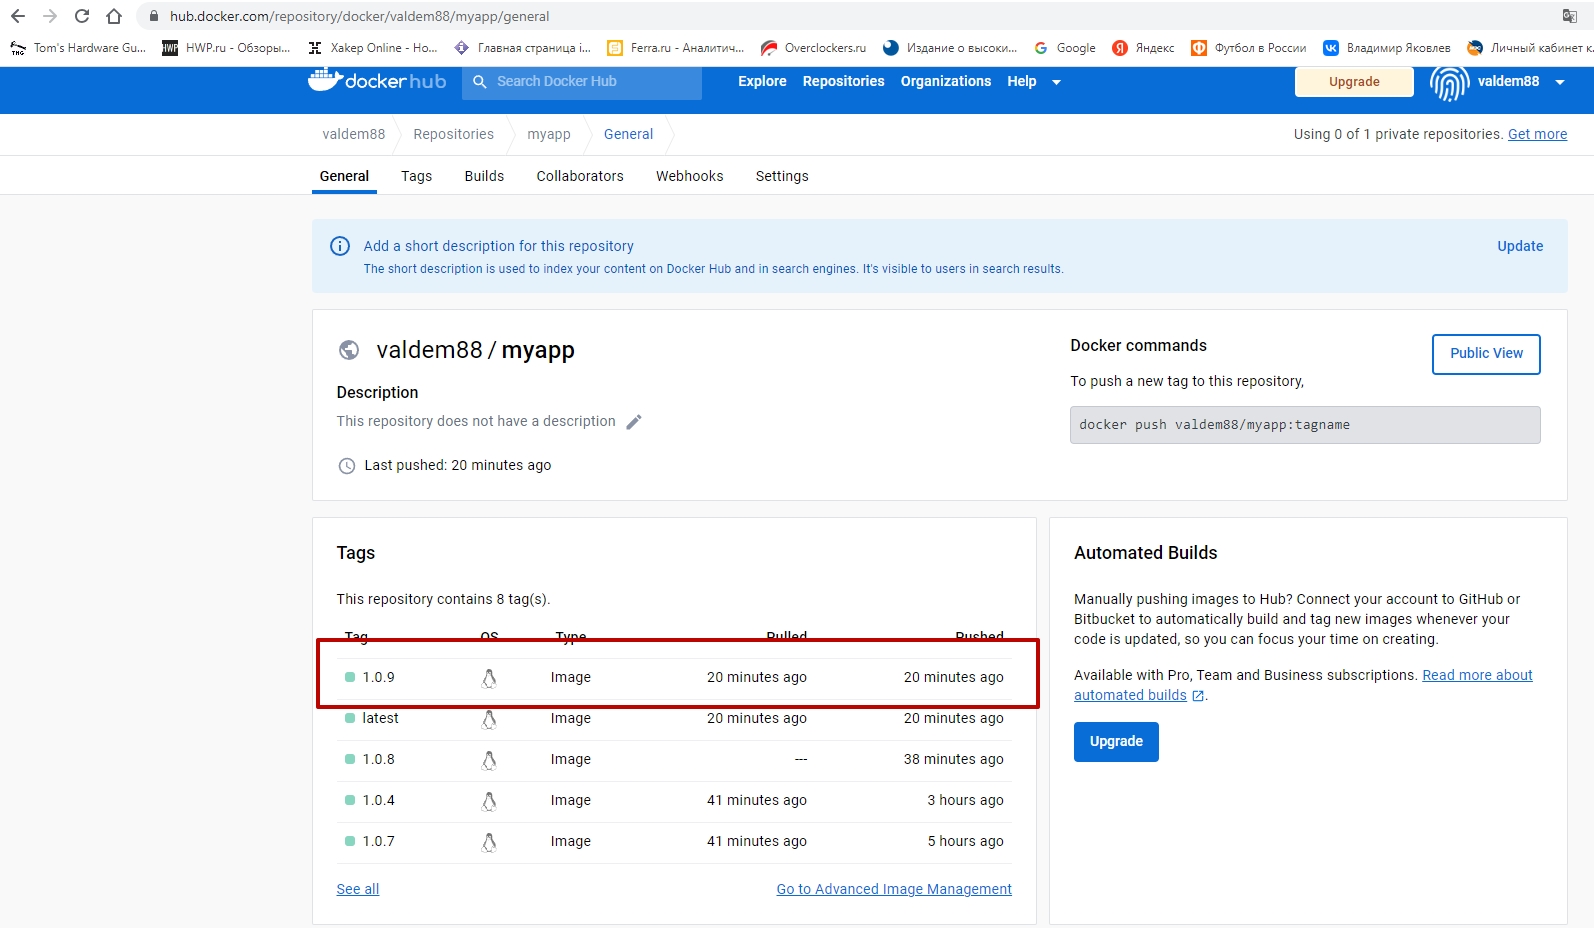 hub.docker.com/repository/docker/valdem88/myapp/general
Tom's Hardware Gu... HWP.ru - Обзоры... Хакер Online - Но... Главная страница i... Ferra.ru - Аналитич... Overclockers.ru Издание о высоки... Google Яндекс Футбол в России Владимир Яковлев Личный кабинет к
dockerhub Search Docker Hub Explore Repositories Organizations Help Upgrade valdem88
valdem88 Repositories myapp General Using 0 of 1 private repositories. Get more
General Tags Builds Collaborators Webhooks Settings
Add a short description for this repository Update
The short description is used to index your content on Docker Hub and in search engines. It's visible to users in search results.
valdem88 / myapp
Description
This repository does not have a description
Last pushed: 20 minutes ago
Docker commands
Public View
To push a new tag to this repository,
docker push valdem88/myapp:tagname
Tags
This repository contains 8 tag(s).
Tag OS Type Pulled Pushed
1.0.9 Image 20 minutes ago 20 minutes ago
latest Image 20 minutes ago 20 minutes ago
1.0.8 Image --- 38 minutes ago
1.0.4 Image 41 minutes ago 3 hours ago
1.0.7 Image 41 minutes ago 5 hours ago
See all Go to Advanced Image Management
Automated Builds
Manually pushing images to Hub? Connect your account to GitHub or
Bitbucket to automatically build and tag new images whenever your
code is updated, so you can focus your time on creating.
Available with Pro, Team and Business subscriptions. Read more about
automated builds .
Upgrade